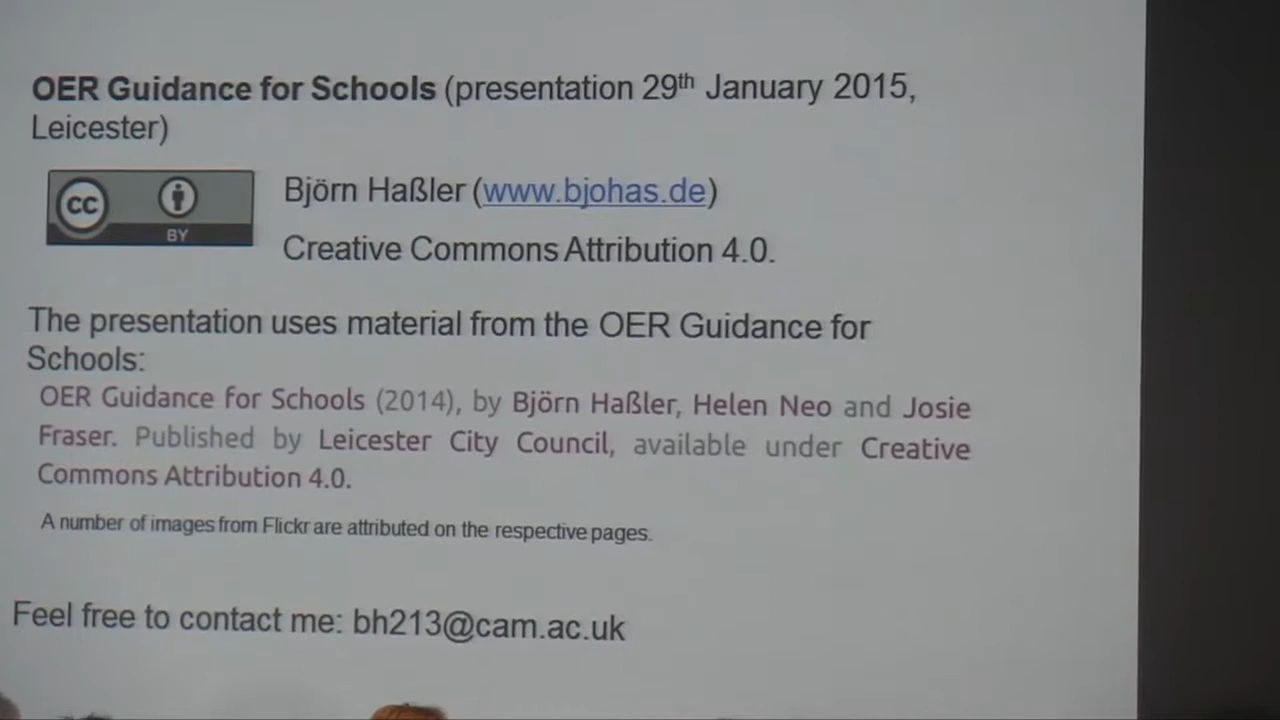 OER Guidance for Schools (presentation 29th January 2015,
Leicester)
cc
BY
Björn Haßler (www.bjohas.de)
Creative Commons Attribution 4.0.
The presentation uses material from the OER Guidance for
Schools:
OER Guidance for Schools (2014), by Björn Haßler, Helen Neo and Josie
Fraser. Published by Leicester City Council, available under Creative
Commons Attribution 4.0.
A number of images from Flickr are attributed on the respective pages.
Feel free to contact me: bh213@cam.ac.uk